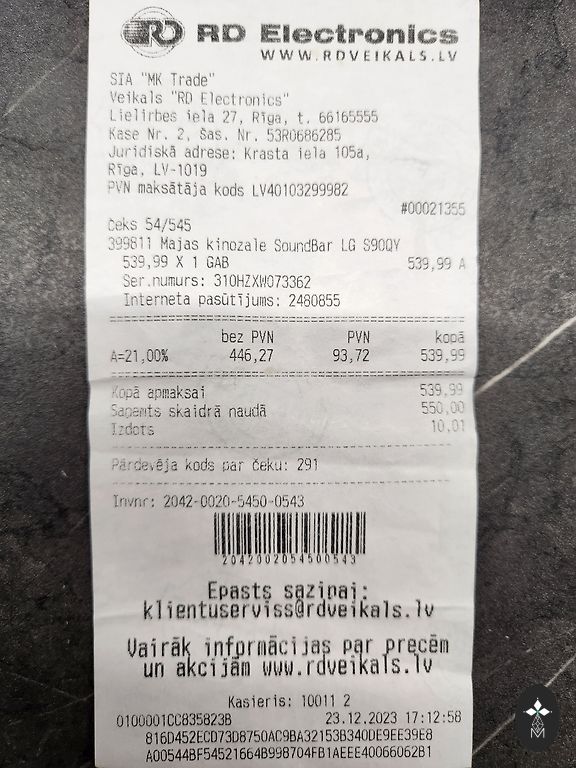 RD RD Electronics
WWW.RDVEIKALS.LV
SIA "MK Trade"
Veikals "RD Electronics"
Lielirbes iela 27, Rīga, t. 66165555
Kase Nr. 2, Šas. Nr. 53R0686285
Juridiskā adrese: Krasta iela 105a,
Rīga, LV-1019
PVN maksātāja kods LV40103299982
#00021355
Čeks 54/545
399811 Majas kinozale SoundBar LG S90QY
539,99 X 1 GAB 539,99 A
Ser.numurs: 310HZXW073362
Interneta pasūtījums: 2480855
bez PVN PVN kopā
A=21,00% 446,27 93,72 539,99
Kopā apmaksai 539,99
Saņemts skaidrā naudā 550,00
Izdots 10,01
Pārdevēja kods par čeku: 291
Invnr: 2042-0020-5450-0543
2042002054500543
Epasts saziņai:
klientuserviss@rdveikals.lv
Vairāk informācijas par precēm
un akcijām www.rdveikals.lv
Kasieris: 10011 2
0100001CC835823B 23.12.2023 17:12:58
816D452ECD73D8750AC9BA32153B340DE9EE39E8
A00544BF54521664B998704FB1AEEE40066062B1
M